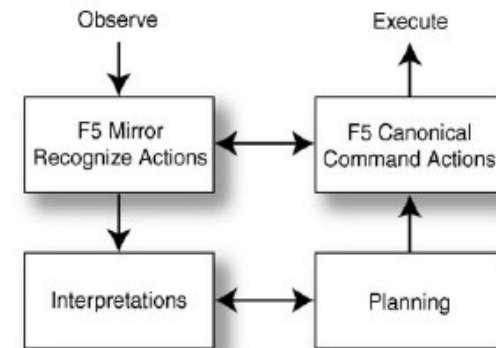 Observe
Execute
F5 Mirror
Recognize Actions
F5 Canonical
Command Actions
Interpretations
Planning